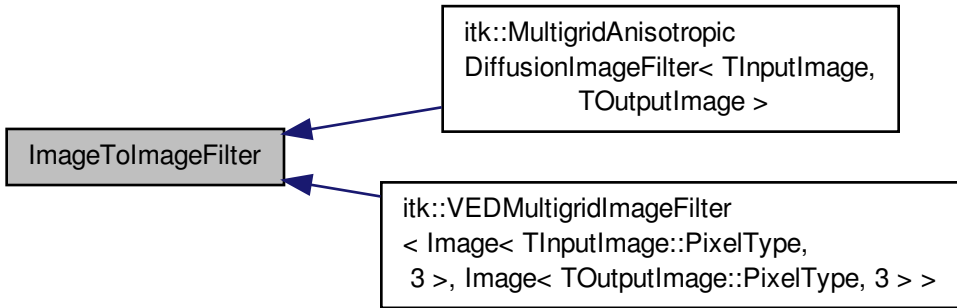 itk::MultigridAnisotropic
DiffusionImageFilter< TInputImage,
TOutputImage >
ImageToImageFilter
itk::VEDMultigridImageFilter
< Image< TInputImage::PixelType,
3 >, Image< TOutputImage::PixelType, 3 > >